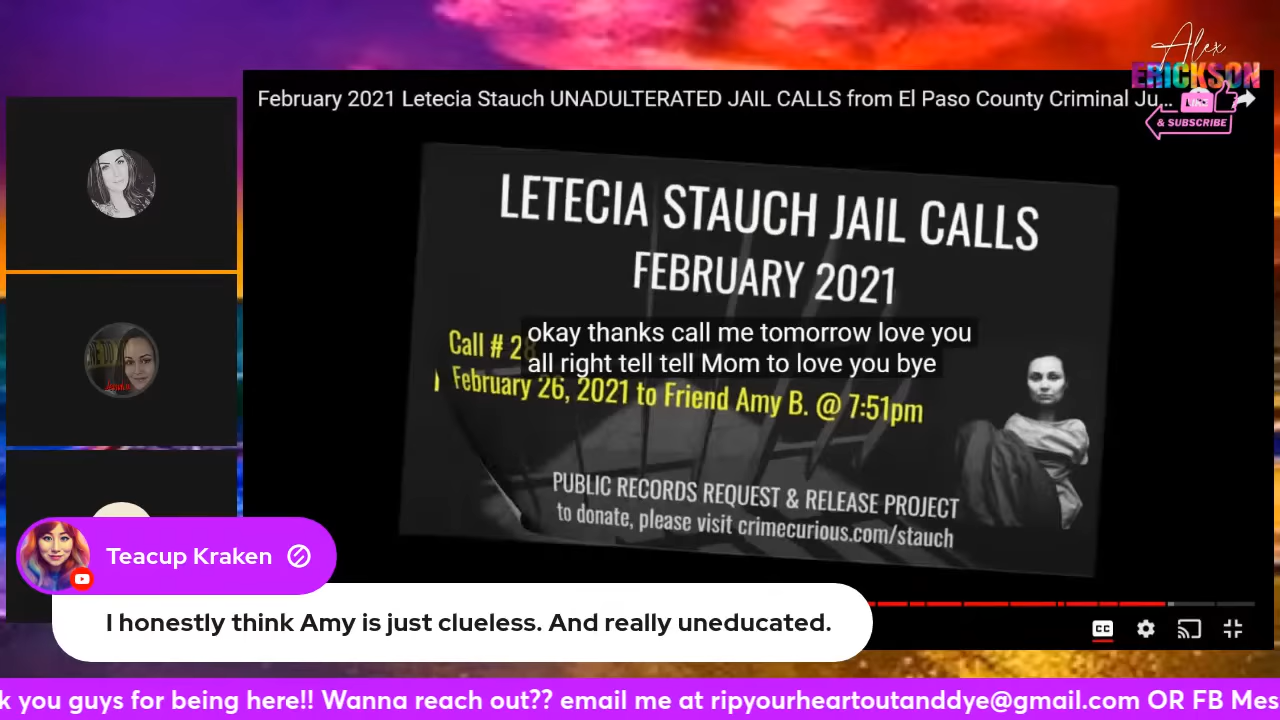 Alex
ERICKSON
LIKE
& SUBSCRIBE
February 2021 Letecia Stauch UNADULTERATED JAIL CALLS from El Paso County Criminal Ju...
LETECIA STAUCH JAIL CALLS
FEBRUARY 2021
okay thanks call me tomorrow love you
all right tell tell Mom to love you bye
Call # 28
February 26, 2021 to Friend Amy B. @ 7:51pm
PUBLIC RECORDS REQUEST & RELEASE PROJECT
to donate, please visit crimecurious.com/stauch
Teacup Kraken
I honestly think Amy is just clueless. And really uneducated.
CC
k you guys for being here!! Wanna reach out?? email me at ripyourheartoutanddye@gmail.com OR FB Mes